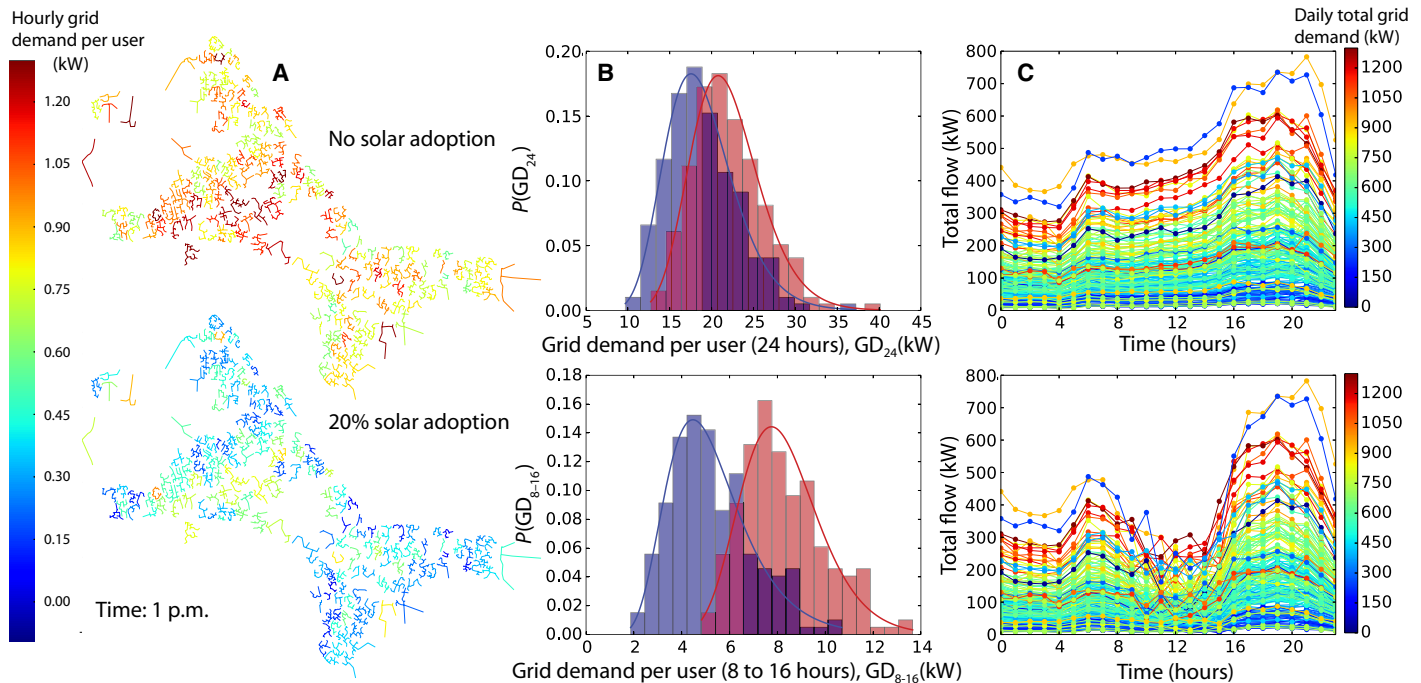 Hourly grid
demand per user
(kW)
1.20
1.05
0.90
0.75
0.60
0.45
0.30
0.15
0.00
A
No solar adoption
20% solar adoption
Time: 1 p.m.
B
P(GD24)
0.20
0.15
0.10
0.05
0.00
5 10 15 20 25 30 35 40 45
Grid demand per user (24 hours), GD24(kW)
P(GD8–16)
0.18
0.16
0.14
0.12
0.10
0.08
0.06
0.04
0.02
0.00
0 2 4 6 8 10 12 14
Grid demand per user (8 to 16 hours), GD8-16(kW)
C
Total flow (kW)
800
700
600
500
400
300
200
100
0
0 4 8 12 16 20
Time (hours)
Daily total grid
demand (kW)
1200
1050
900
750
600
450
300
150
0
Total flow (kW)
800
700
600
500
400
300
200
100
0
0 4 8 12 16 20
Time (hours)
1200
1050
900
750
600
450
300
150
0